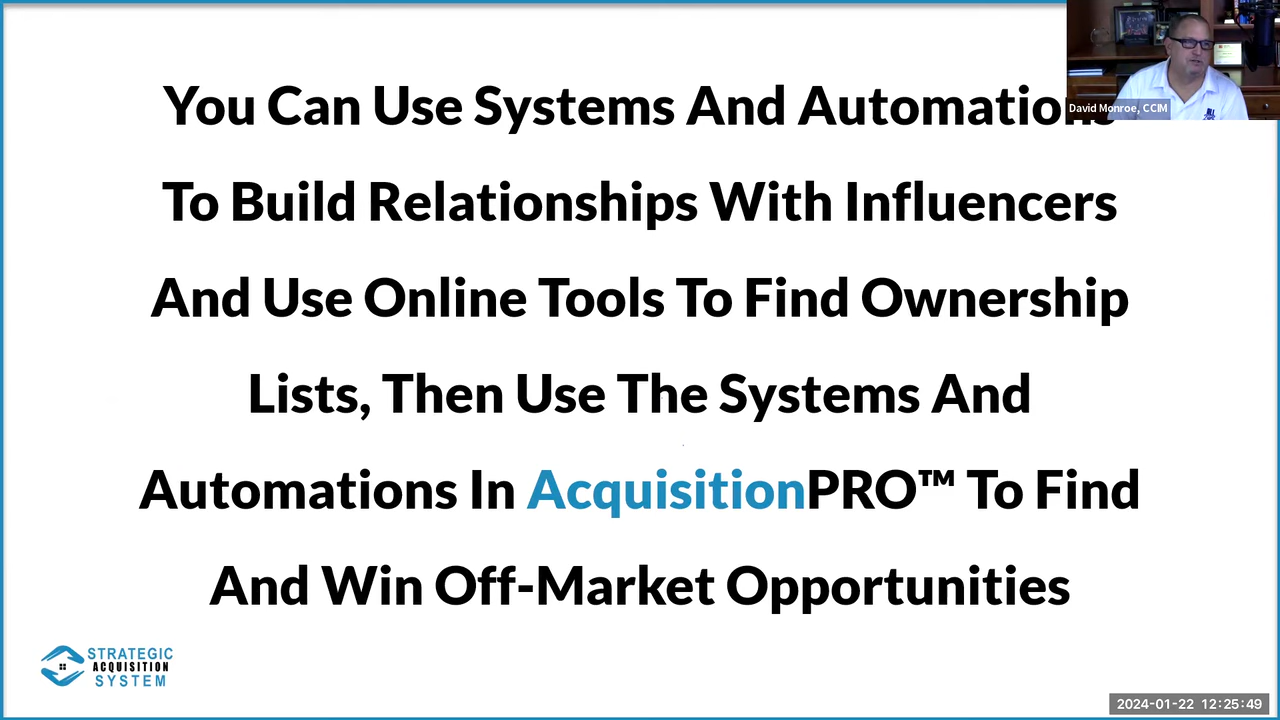 You Can Use Systems And Automations
To Build Relationships With Influencers
And Use Online Tools To Find Ownership
Lists, Then Use The Systems And
Automations In AcquisitionPRO™ To Find
And Win Off-Market Opportunities
David Monroe, CCIM
STRATEGIC
ACQUISITION
SYSTEM
2024-01-22 12:25:49